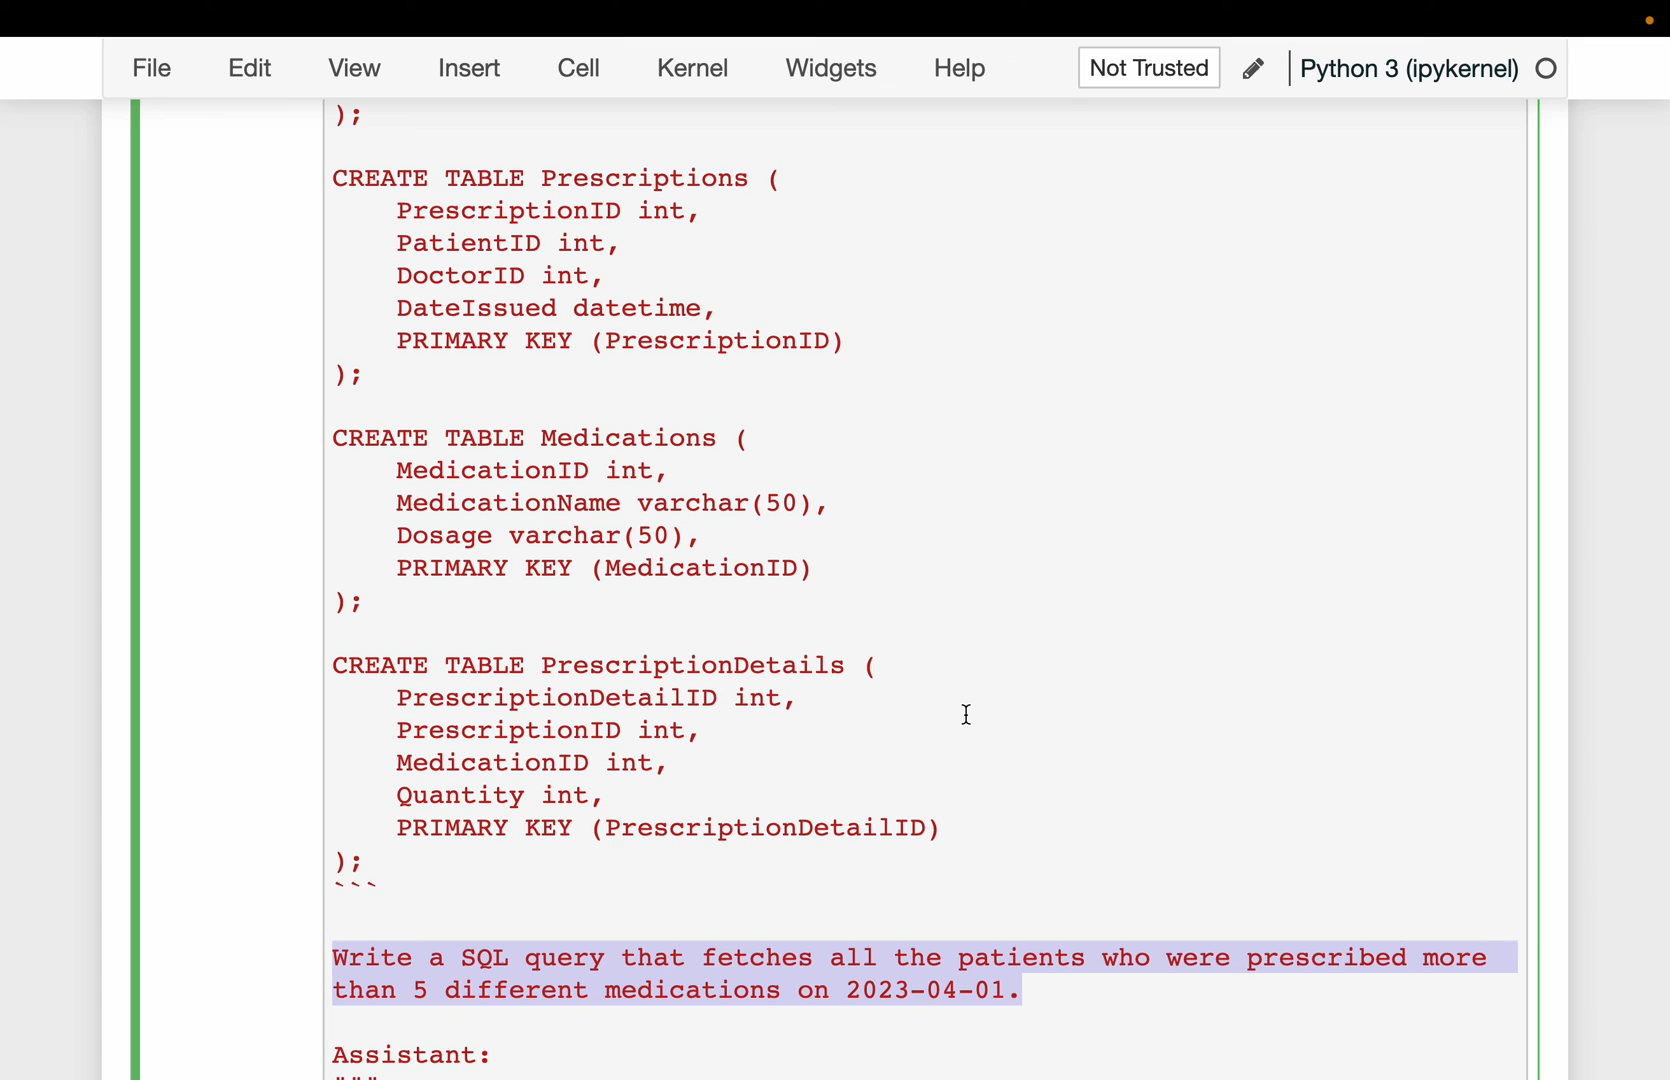 File Edit View Insert Cell Kernel Widgets Help Not Trusted Python 3 (ipykernel)
);
CREATE TABLE Prescriptions (
    PrescriptionID int,
    PatientID int,
    DoctorID int,
    DateIssued datetime,
    PRIMARY KEY (PrescriptionID)
);
CREATE TABLE Medications (
    MedicationID int,
    MedicationName varchar(50),
    Dosage varchar(50),
    PRIMARY KEY (MedicationID)
);
CREATE TABLE PrescriptionDetails (
    PrescriptionDetailID int,
    PrescriptionID int,
    MedicationID int,
    Quantity int,
    PRIMARY KEY (PrescriptionDetailID)
);
```
Write a SQL query that fetches all the patients who were prescribed more
than 5 different medications on 2023-04-01.
Assistant:
"""